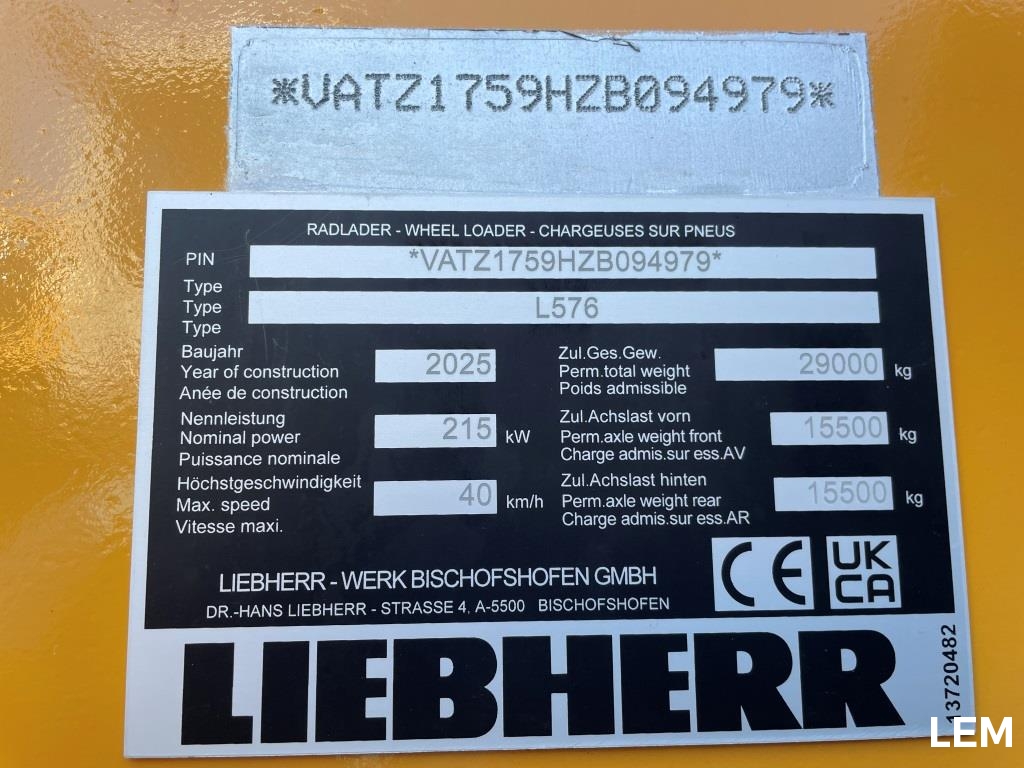 *VATZ1759HZB094979*
RADLADER - WHEEL LOADER - CHARGEUSES SUR PNEUS
PIN *VATZ1759HZB094979*
Type
Type L576
Type
Baujahr
Year of construction 2025
Anée de construction
Zul.Ges.Gew.
Perm.total weight 29000 kg
Poids admissible
Nennleistung
Nominal power 215 kW
Puissance nominale
Zul.Achslast vorn
Perm.axle weight front 15500 kg
Charge admis.sur ess.AV
Höchstgeschwindigkeit
Max. speed 40 km/h
Vitesse maxi.
Zul.Achslast hinten
Perm.axle weight rear 15500 kg
Charge admis.sur ess.AR
LIEBHERR - WERK BISCHOFSHOFEN GMBH
DR.-HANS LIEBHERR - STRASSE 4, A-5500 BISCHOFSHOFEN
CE
UK
CA
LIEBHERR
13720482
LEM